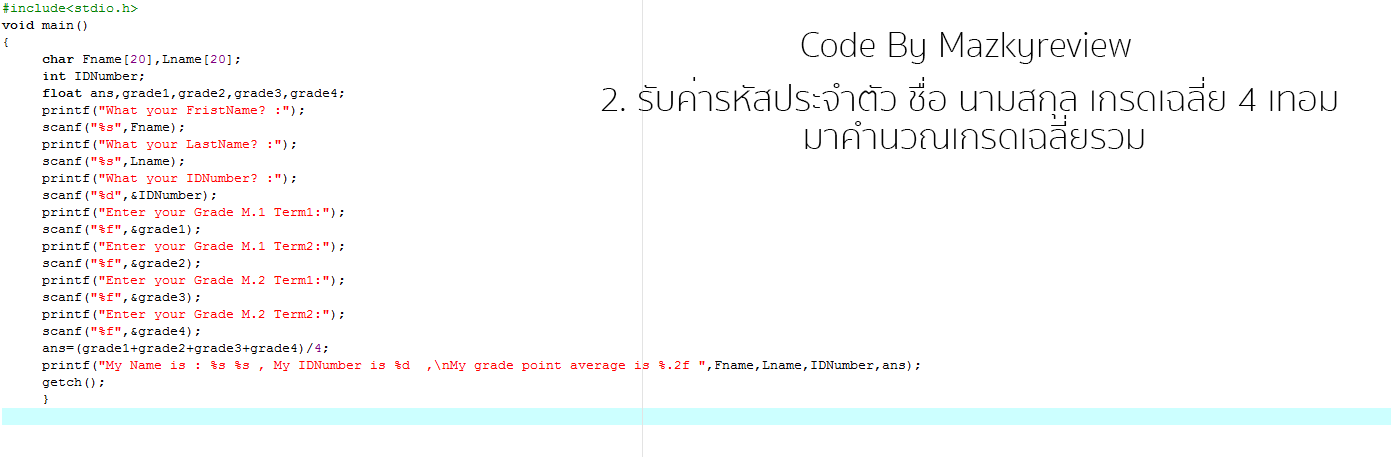 #include<stdio.h>
void main()
{
char Fname[20],Lname[20];
int IDNumber;
float ans,grade1,grade2,grade3,grade4;
printf("What your FristName? :");
scanf("%s",Fname);
printf("What your LastName? :");
scanf("%s",Lname);
printf("What your IDNumber? :");
scanf("%d",&IDNumber);
printf("Enter your Grade M.1 Term1:");
scanf("%f",&grade1);
printf("Enter your Grade M.1 Term2:");
scanf("%f",&grade2);
printf("Enter your Grade M.2 Term1:");
scanf("%f",&grade3);
printf("Enter your Grade M.2 Term2:");
scanf("%f",&grade4);
ans=(grade1+grade2+grade3+grade4)/4;
printf("My Name is : %s %s , My IDNumber is %d  ,\nMy grade point average is %.2f ",Fname,Lname,IDNumber,ans);
getch();
}
Code By Mazkyreview
2. รับค่ารหัสประจำตัว ชื่อ นามสกุล เกรดเฉลี่ย 4 เทอม
มาคำนวณเกรดเฉลี่ยรวม